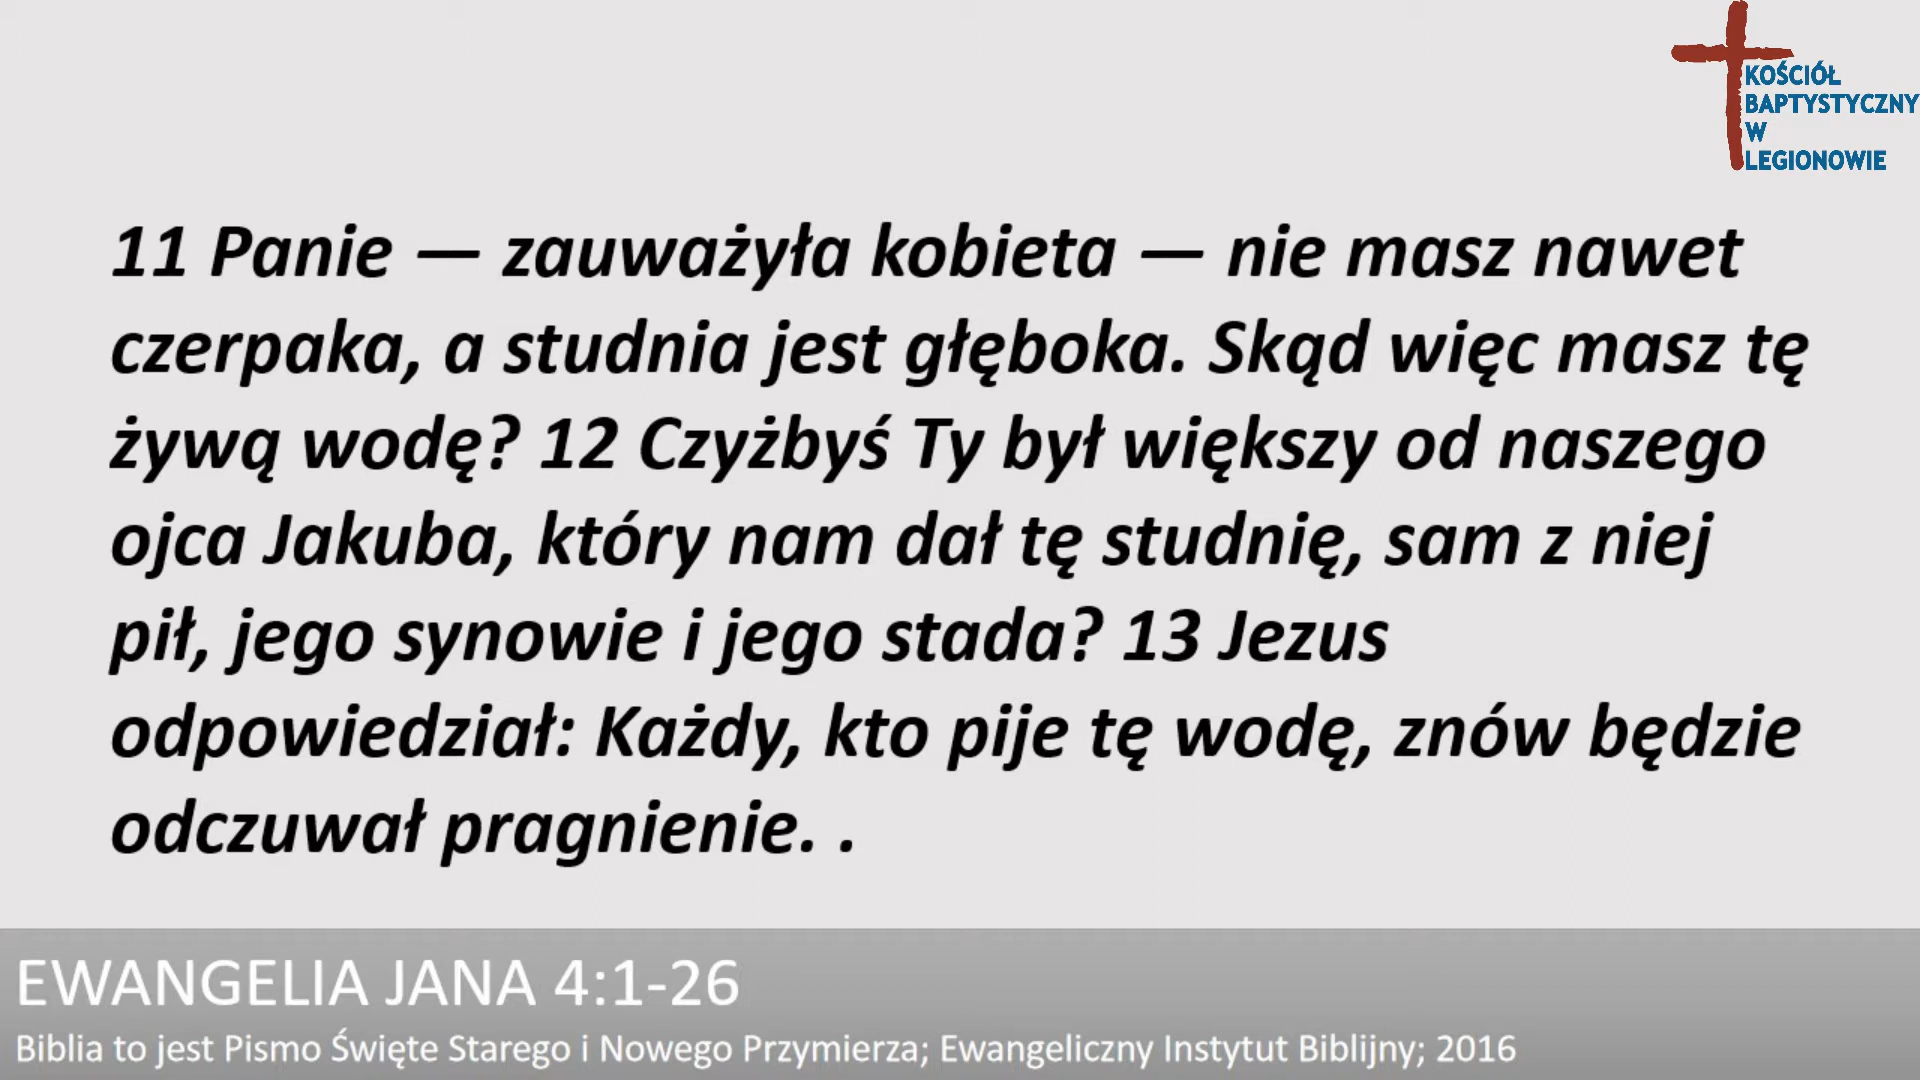 KOŚCIÓŁ
BAPTYSTYCZNY
W
LEGIONOWIE
11 Panie — zauważyła kobieta — nie masz nawet
czerpaka, a studnia jest głęboka. Skąd więc masz tę
żywą wodę? 12 Czyżbyś Ty był większy od naszego
ojca Jakuba, który nam dał tę studnię, sam z niej
pił, jego synowie i jego stada? 13 Jezus
odpowiedział: Każdy, kto pije tę wodę, znów będzie
odczuwał pragnienie. .
EWANGELIA JANA 4:1-26
Biblia to jest Pismo Święte Starego i Nowego Przymierza; Ewangeliczny Instytut Biblijny; 2016